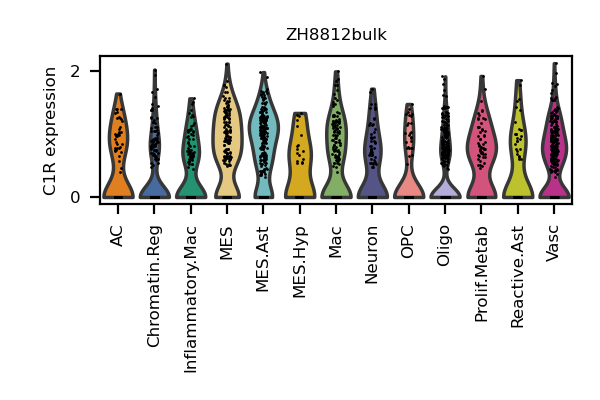 ZH8812bulk
C1R expression
2
0
AC
Chromatin.Reg
Inflammatory.Mac
MES
MES.Ast
MES.Hyp
Mac
Neuron
OPC
Oligo
Prolif.Metab
Reactive.Ast
Vasc